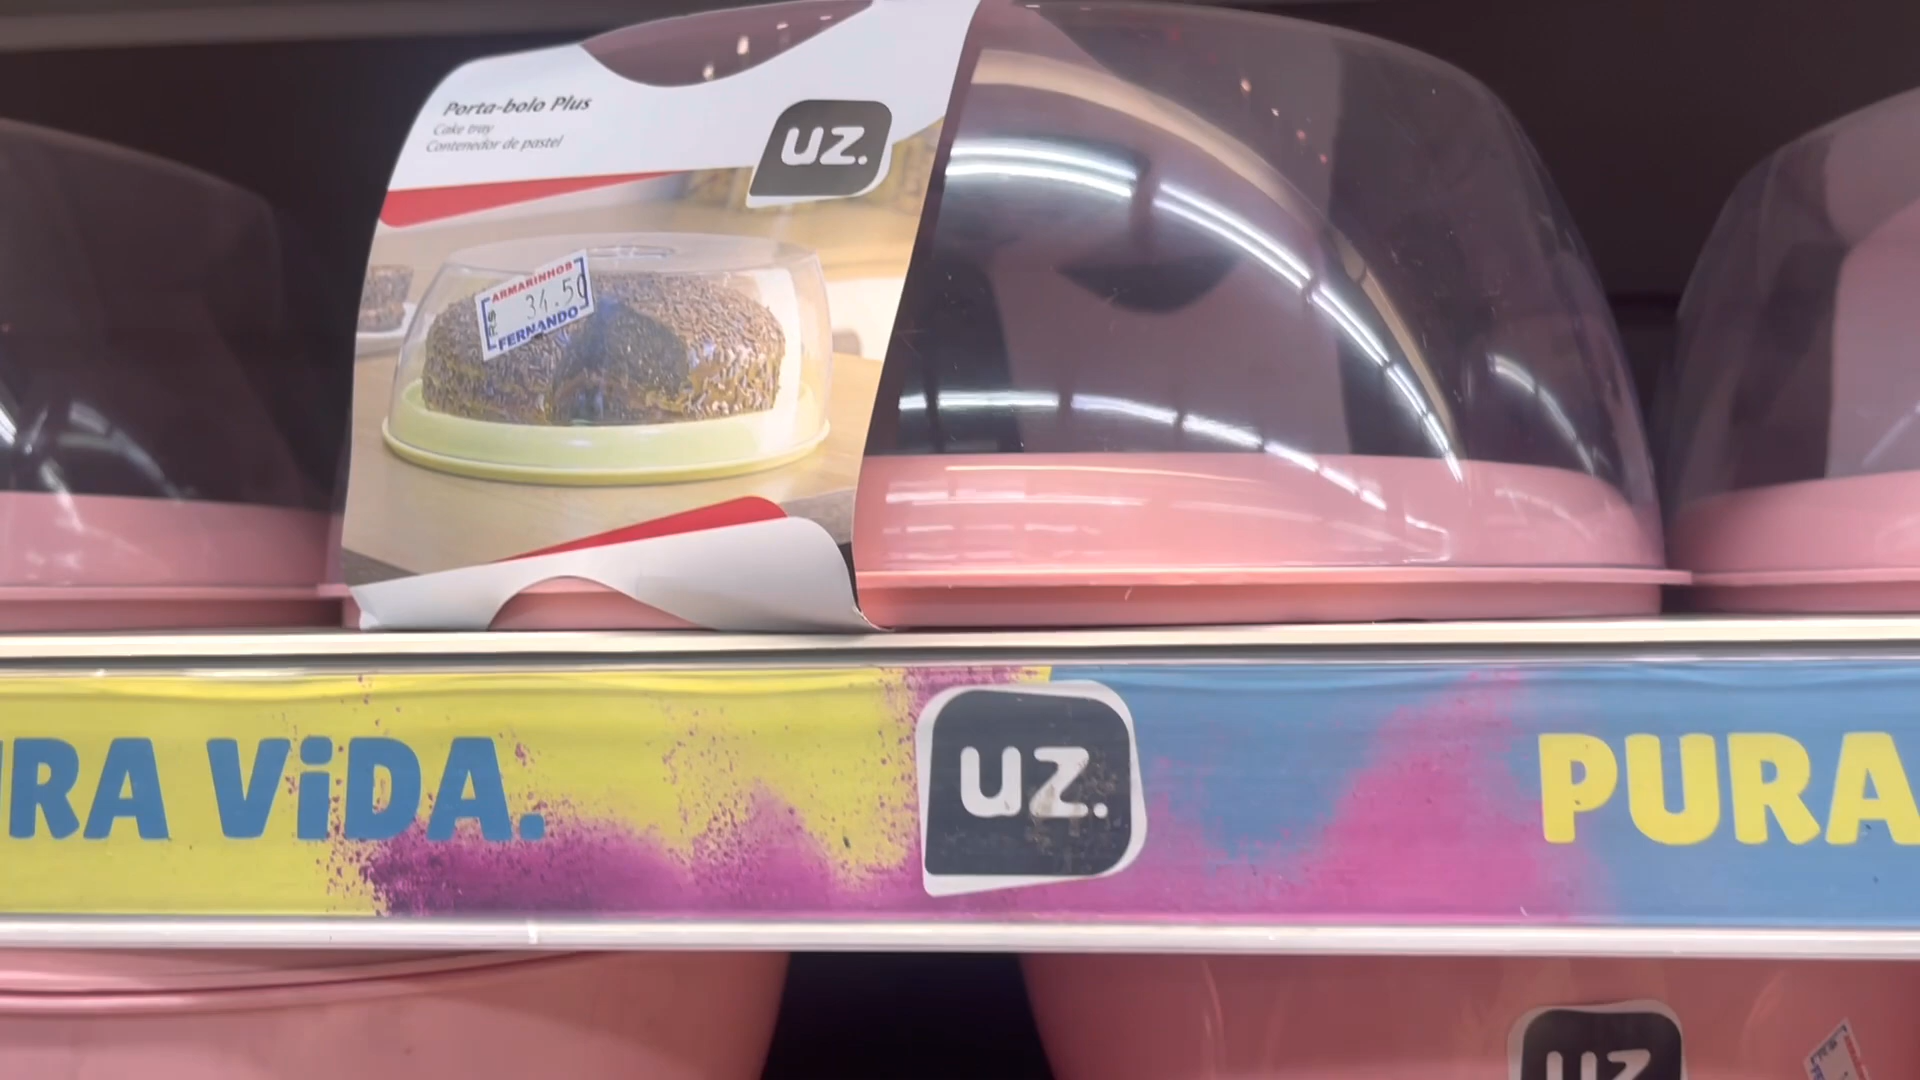 Porta-bolo Plus
Cake tray
Contenedor de pastel
uz.
ARMARINHOS
R$ 34.50
FERNANDO
RA ViDA.
uz.
PURA
uz